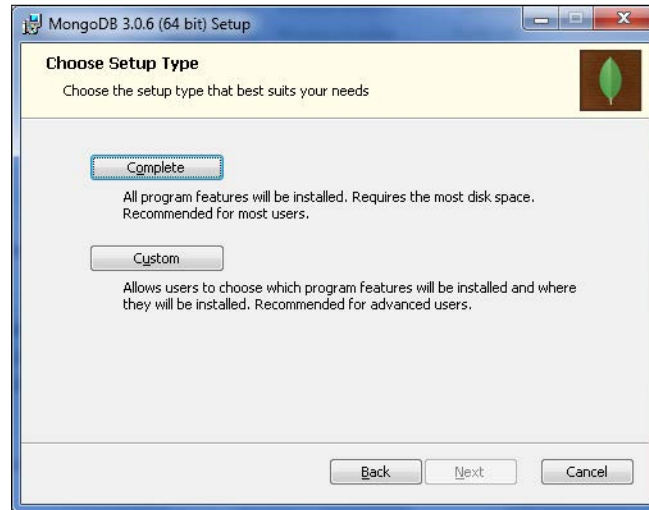 MongoDB 3.0.6 (64 bit) Setup
Choose Setup Type
Choose the setup type that best suits your needs
Complete
All program features will be installed. Requires the most disk space.
Recommended for most users.
Custom
Allows users to choose which program features will be installed and where
they will be installed. Recommended for advanced users.
Back Next Cancel